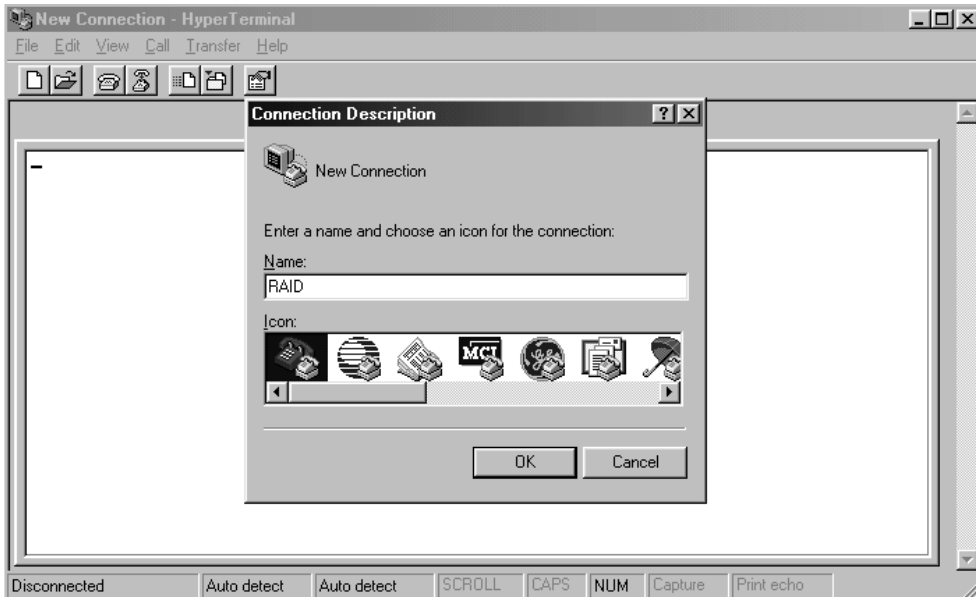 New Connection - HyperTerminal
File Edit View Call Transfer Help
Connection Description
New Connection
Enter a name and choose an icon for the connection:
Name:
RAID
Icon:
MCI
OK Cancel
Disconnected Auto detect Auto detect SCROLL CAPS NUM Capture Print echo